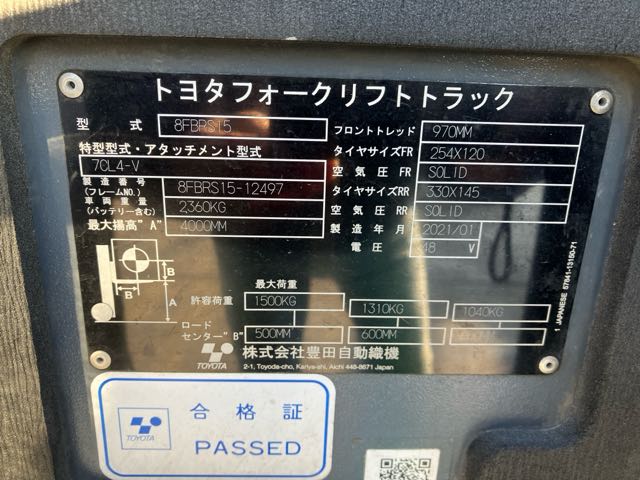 トヨタフォークリフトトラック
型 式 8FBRS15
特型型式・アタッチメント型式
7CL4-V
製造番号
(フレームNO.) 8FBRS15-12497
車両重量
(バッテリー含む) 2360KG
最大揚高"A" 4000MM
フロントトレッド 970MM
タイヤサイズFR 254X120
空気圧FR SOLID
タイヤサイズRR 330X145
空気圧RR SOLID
製造年月 2021/01
電圧 48 V
B
B
A
最大荷重
許容荷重 1500KG 1310KG 1040KG
ロード
センター"B" 500MM 600MM
TOYOTA
株式会社豊田自動織機
2-1, Toyoda-cho, Kariya-shi, Aichi 448-8671 Japan
1 JAPANESE 57641-13150-71
TOYOTA
合格証
PASSED